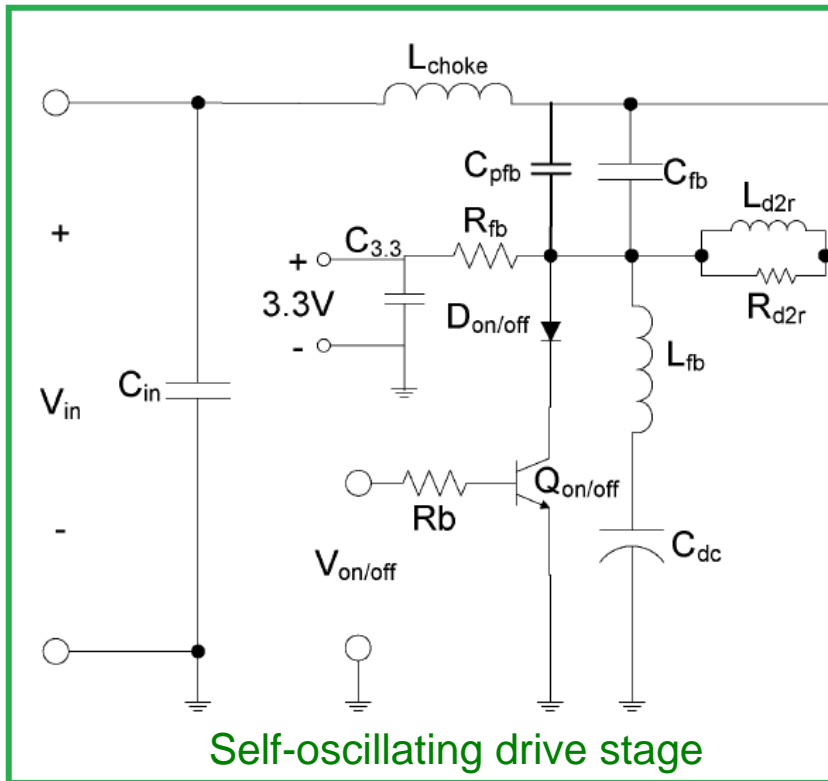 Lchoke
Cpfb
Cfb
Ld2r
Rfb
C3.3
+
+
3.3V
Rd2r
Don/off
-
Lfb
Cin
Vin
Qon/off
Rb
-
Cdc
Von/off
Self-oscillating drive stage